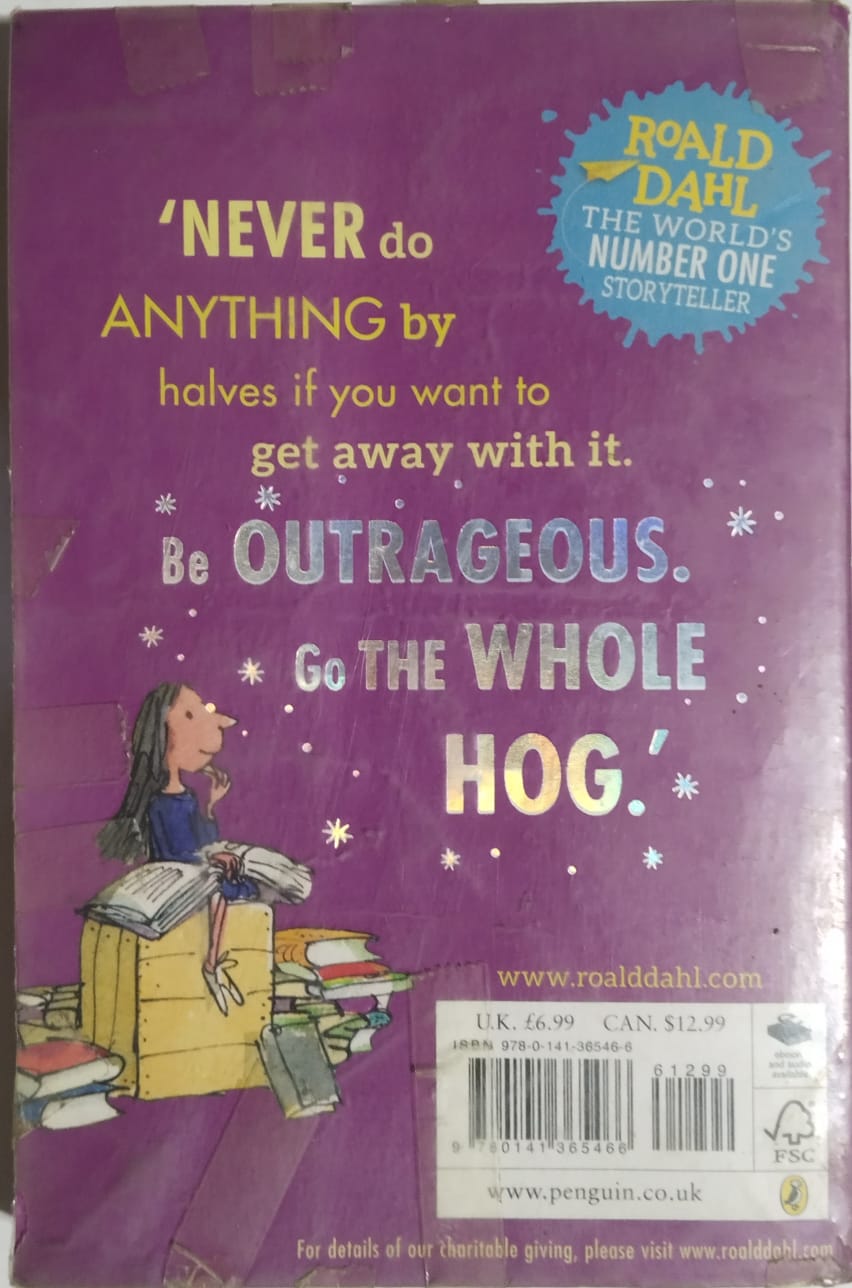 ROALD
DAHL
THE WORLD'S
NUMBER ONE
STORYTELLER
'NEVER do
ANYTHING by
halves if you want to
get away with it.
Be OUTRAGEOUS.
Go THE WHOLE
HOG.'
www.roalddahl.com
U.K. £6.99 CAN. $12.99
ISBN 978-0-141-36546-6
61299
9 780141 365466
ebook
and audio
available
FSC
www.penguin.co.uk
For details of our charitable giving, please visit www.roalddahl.com